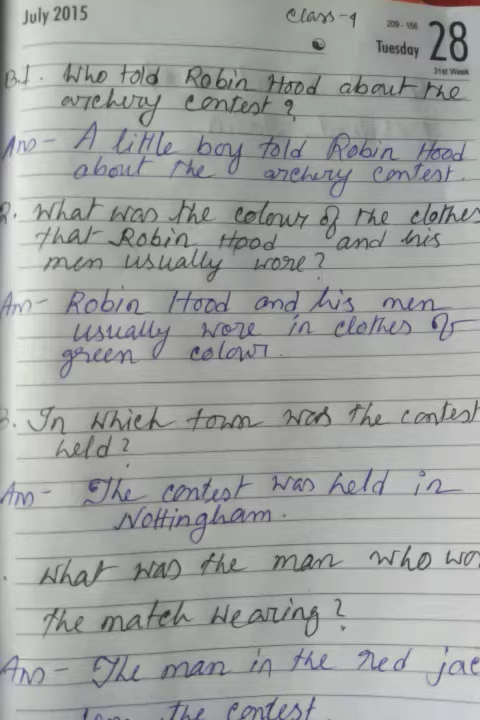 July 2015
Class-4
209 - 156
Tuesday 28
31st Week
B.1. Who told Robin Hood about the
archery contest?
Ans- A little boy told Robin Hood
about the archery contest.
2. What was the colour of the clothes
that Robin Hood and his
men usually wore?
Ans- Robin Hood and his men
usually wore in clothes of
green colour.
3. In which town was the contest
held?
Ans- The contest was held in
Nottingham.
What was the man who wo
the match wearing?
Ans- The man in the red jac
the contest